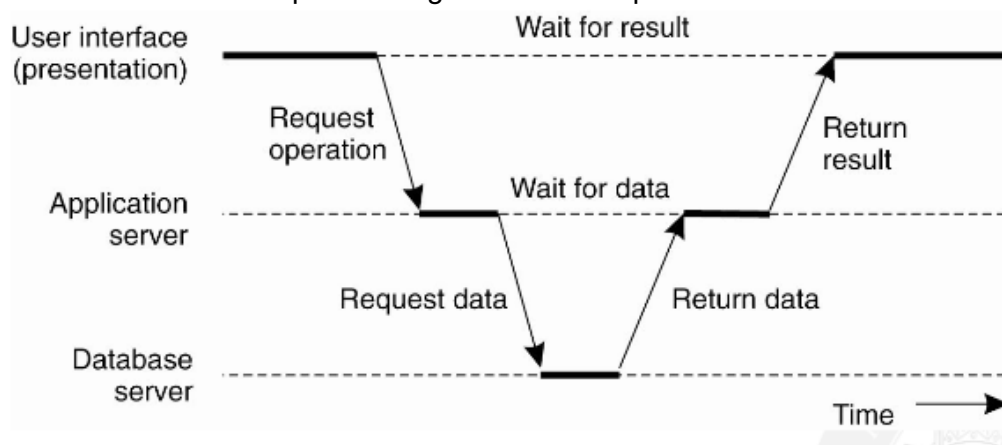 Wait for result
User interface
(presentation)
Request
operation
Return
result
Wait for data
Application
server
Request data
Return data
Database
server
Time